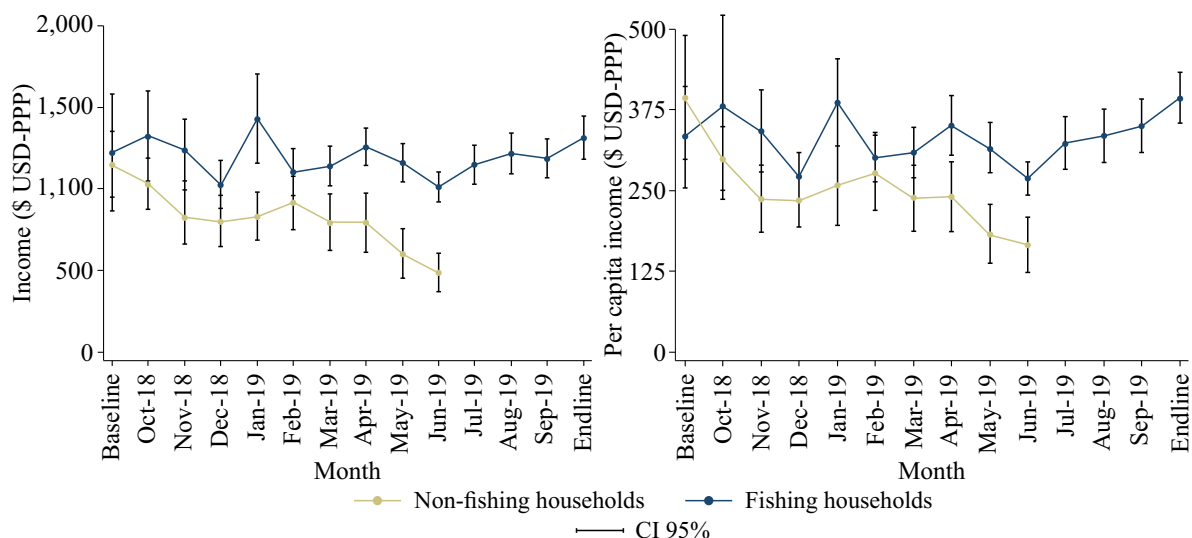 Income ($ USD-PPP)
2,000
1,500
1,100
500
0
Baseline
Oct-18
Nov-18
Dec-18
Jan-19
Feb-19
Mar-19
Apr-19
May-19
Jun-19
Jul-19
Aug-19
Sep-19
Endline
Month
Per capita income ($ USD-PPP)
500
375
250
125
0
Baseline
Oct-18
Nov-18
Dec-18
Jan-19
Feb-19
Mar-19
Apr-19
May-19
Jun-19
Jul-19
Aug-19
Sep-19
Endline
Month
Non-fishing households
Fishing households
CI 95%